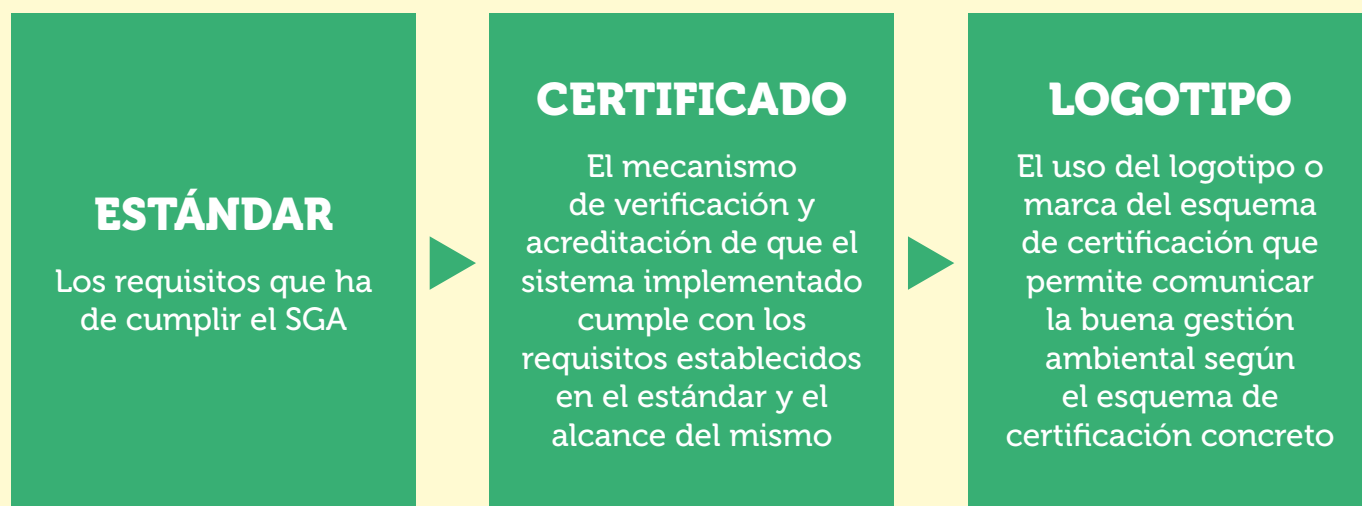 ESTÁNDAR
Los requisitos que ha
de cumplir el SGA
CERTIFICADO
El mecanismo
de verificación y
acreditación de que el
sistema implementado
cumple con los
requisitos establecidos
en el estándar y el
alcance del mismo
LOGOTIPO
El uso del logotipo o
marca del esquema
de certificación que
permite comunicar
la buena gestión
ambiental según
el esquema de
certificación concreto